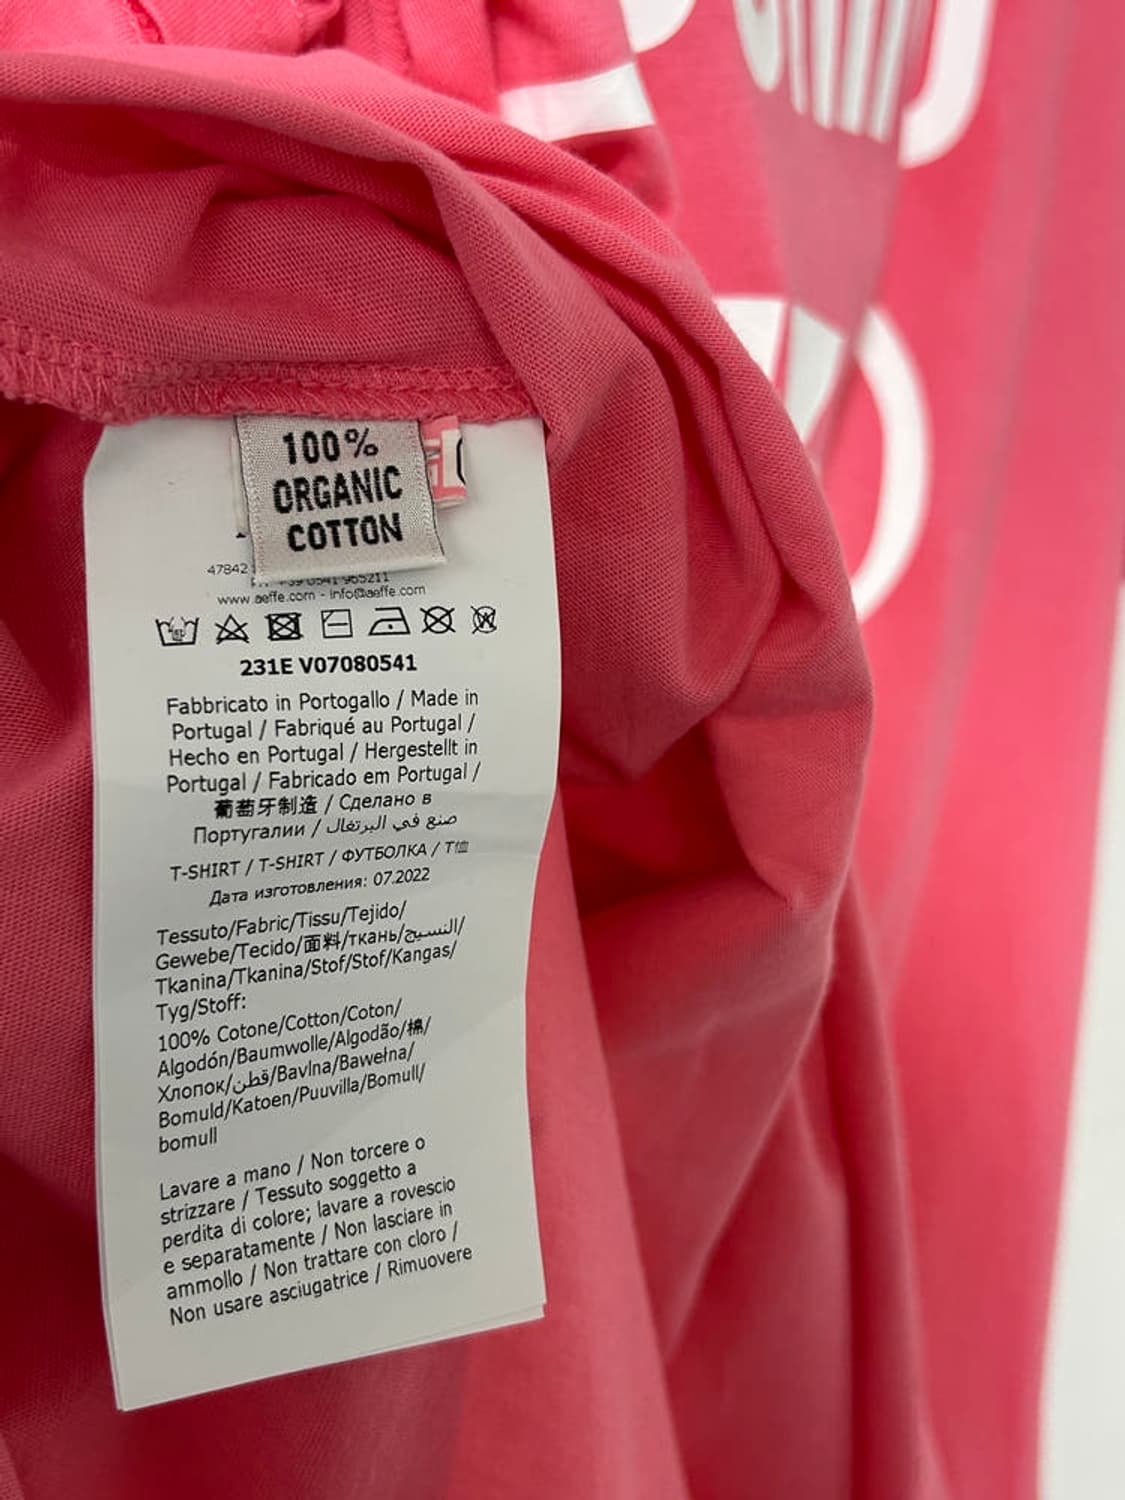 100%
ORGANIC
COTTON
47842
www.aeffe.com - info@aeffe.com
231E V07080541
Fabbricato in Portogallo / Made in
Portugal / Fabriqué au Portugal /
Hecho en Portugal / Hergestellt in
Portugal / Fabricado em Portugal /
葡萄牙制造 / Сделано в
Португалии / صنع في البرتغال
T-SHIRT / T-SHIRT / ФУТБОЛКА / T恤
Дата изготовления: 07.2022
Tessuto/Fabric/Tissu/Tejido/
Gewebe/Tecido/面料/ткань/النسيج/
Tkanina/Tkanina/Stof/Stof/Kangas/
Tyg/Stoff:
100% Cotone/Cotton/Coton/
Algodón/Baumwolle/Algodão/棉/
Хлопок/قطن/Bavlna/Bawełna/
Bomuld/Katoen/Puuvilla/Bomull/
bomull
Lavare a mano / Non torcere o
strizzare / Tessuto soggetto a
perdita di colore; lavare a rovescio
e separatamente / Non lasciare in
ammollo / Non trattare con cloro /
Non usare asciugatrice / Rimuovere